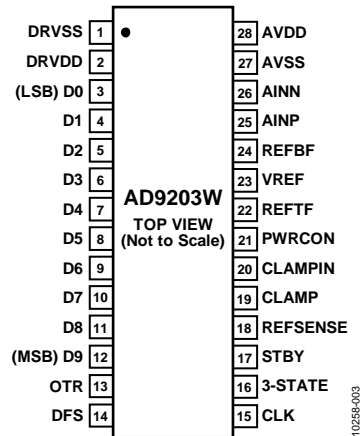 DRVSS 1 28 AVDD
DRVDD 2 27 AVSS
(LSB) D0 3 26 AINN
D1 4 25 AINP
D2 5 24 REFBF
D3 6 23 VREF
D4 7 22 REFTF
D5 8 21 PWRCON
D6 9 20 CLAMPIN
D7 10 19 CLAMP
D8 11 18 REFSENSE
(MSB) D9 12 17 STBY
OTR 13 16 3-STATE
DFS 14 15 CLK
AD9203W
TOP VIEW
(Not to Scale)
10258-003